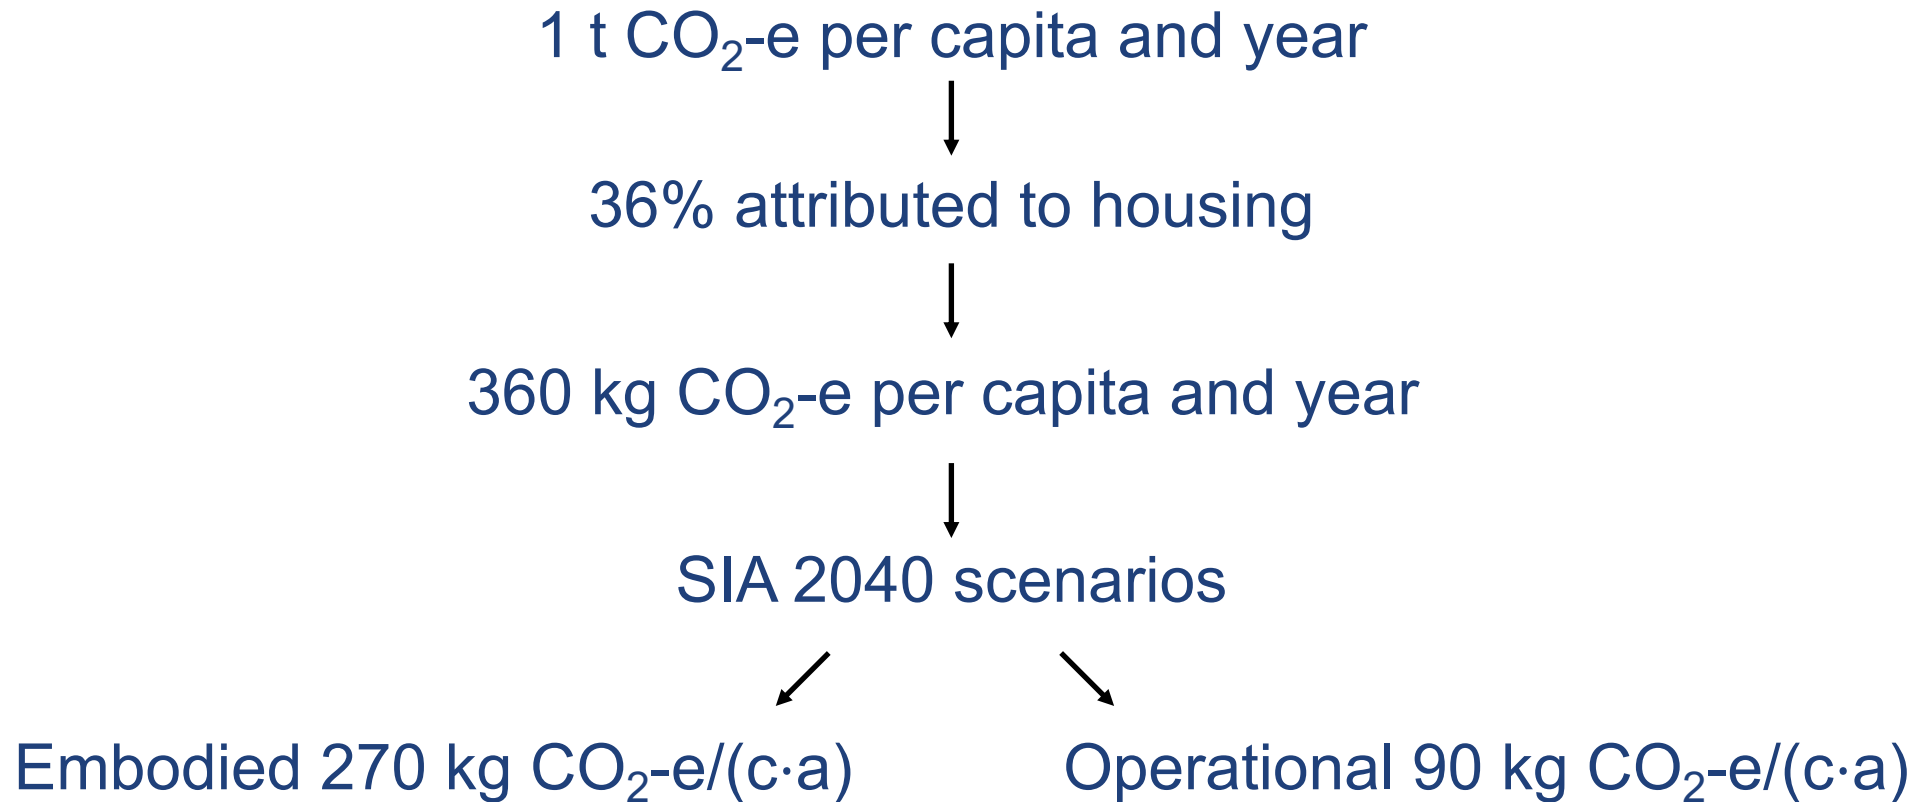 1 t CO₂-e per capita and year
36% attributed to housing
360 kg CO₂-e per capita and year
SIA 2040 scenarios
Embodied 270 kg CO₂-e/(c·a)
Operational 90 kg CO₂-e/(c·a)